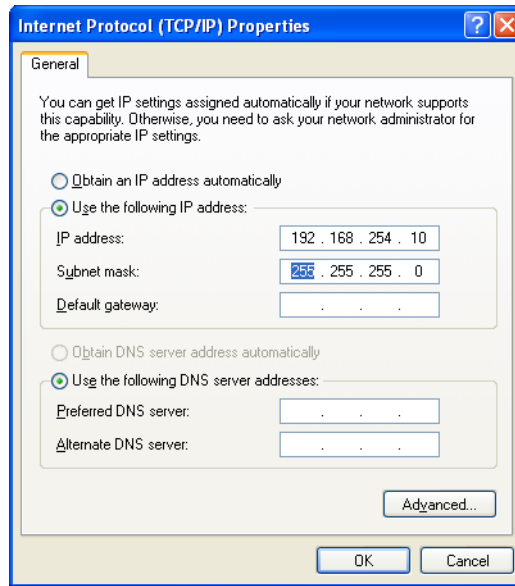 Internet Protocol (TCP/IP) Properties
General
You can get IP settings assigned automatically if your network supports
this capability. Otherwise, you need to ask your network administrator for
the appropriate IP settings.
Obtain an IP address automatically
Use the following IP address:
IP address: 192 . 168 . 254 . 10
Subnet mask: 255 . 255 . 255 . 0
Default gateway: . . .
Obtain DNS server address automatically
Use the following DNS server addresses:
Preferred DNS server: . . .
Alternate DNS server: . . .
Advanced...
OK Cancel